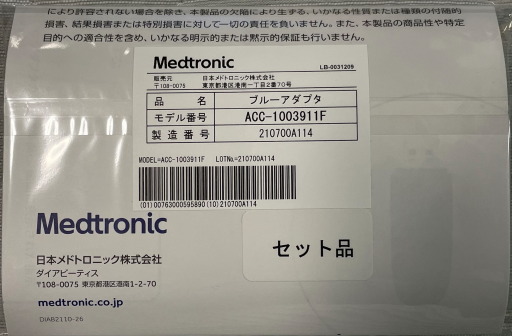 により許容されない場合を除き、本製品の欠陥により生ずる、いかなる性質または種類の付随的
損害、結果損害または特別損害に対して一切の責任を負いません。また、本製品の商品性や特定
目的への適合性を含め、いかなる明示的または黙示的保証も行いません。
Medtronic
LB-0031209
販売元 日本メドトロニック株式会社
〒108-0075 東京都港区港南一丁目2番70号
品 名 ブルーアダプタ
モデル番号 ACC-1003911F
製造番号 210700A114
MODEL=ACC-1003911F LOTNo.=210700A114
(01)00763000595890(10)210700A114
Medtronic
セット品
日本メドトロニック株式会社
ダイアビーティス
〒108-0075 東京都港区港南1-2-70
medtronic.co.jp
DIAB2110-26